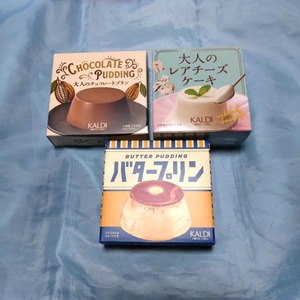 CHOCOLATE
PUDDING
大人のチョコレートプリン
KALDI
大人の
レアチーズ
ケーキ
KALDI
BUTTER PUDDING
バタープリン
KALDI